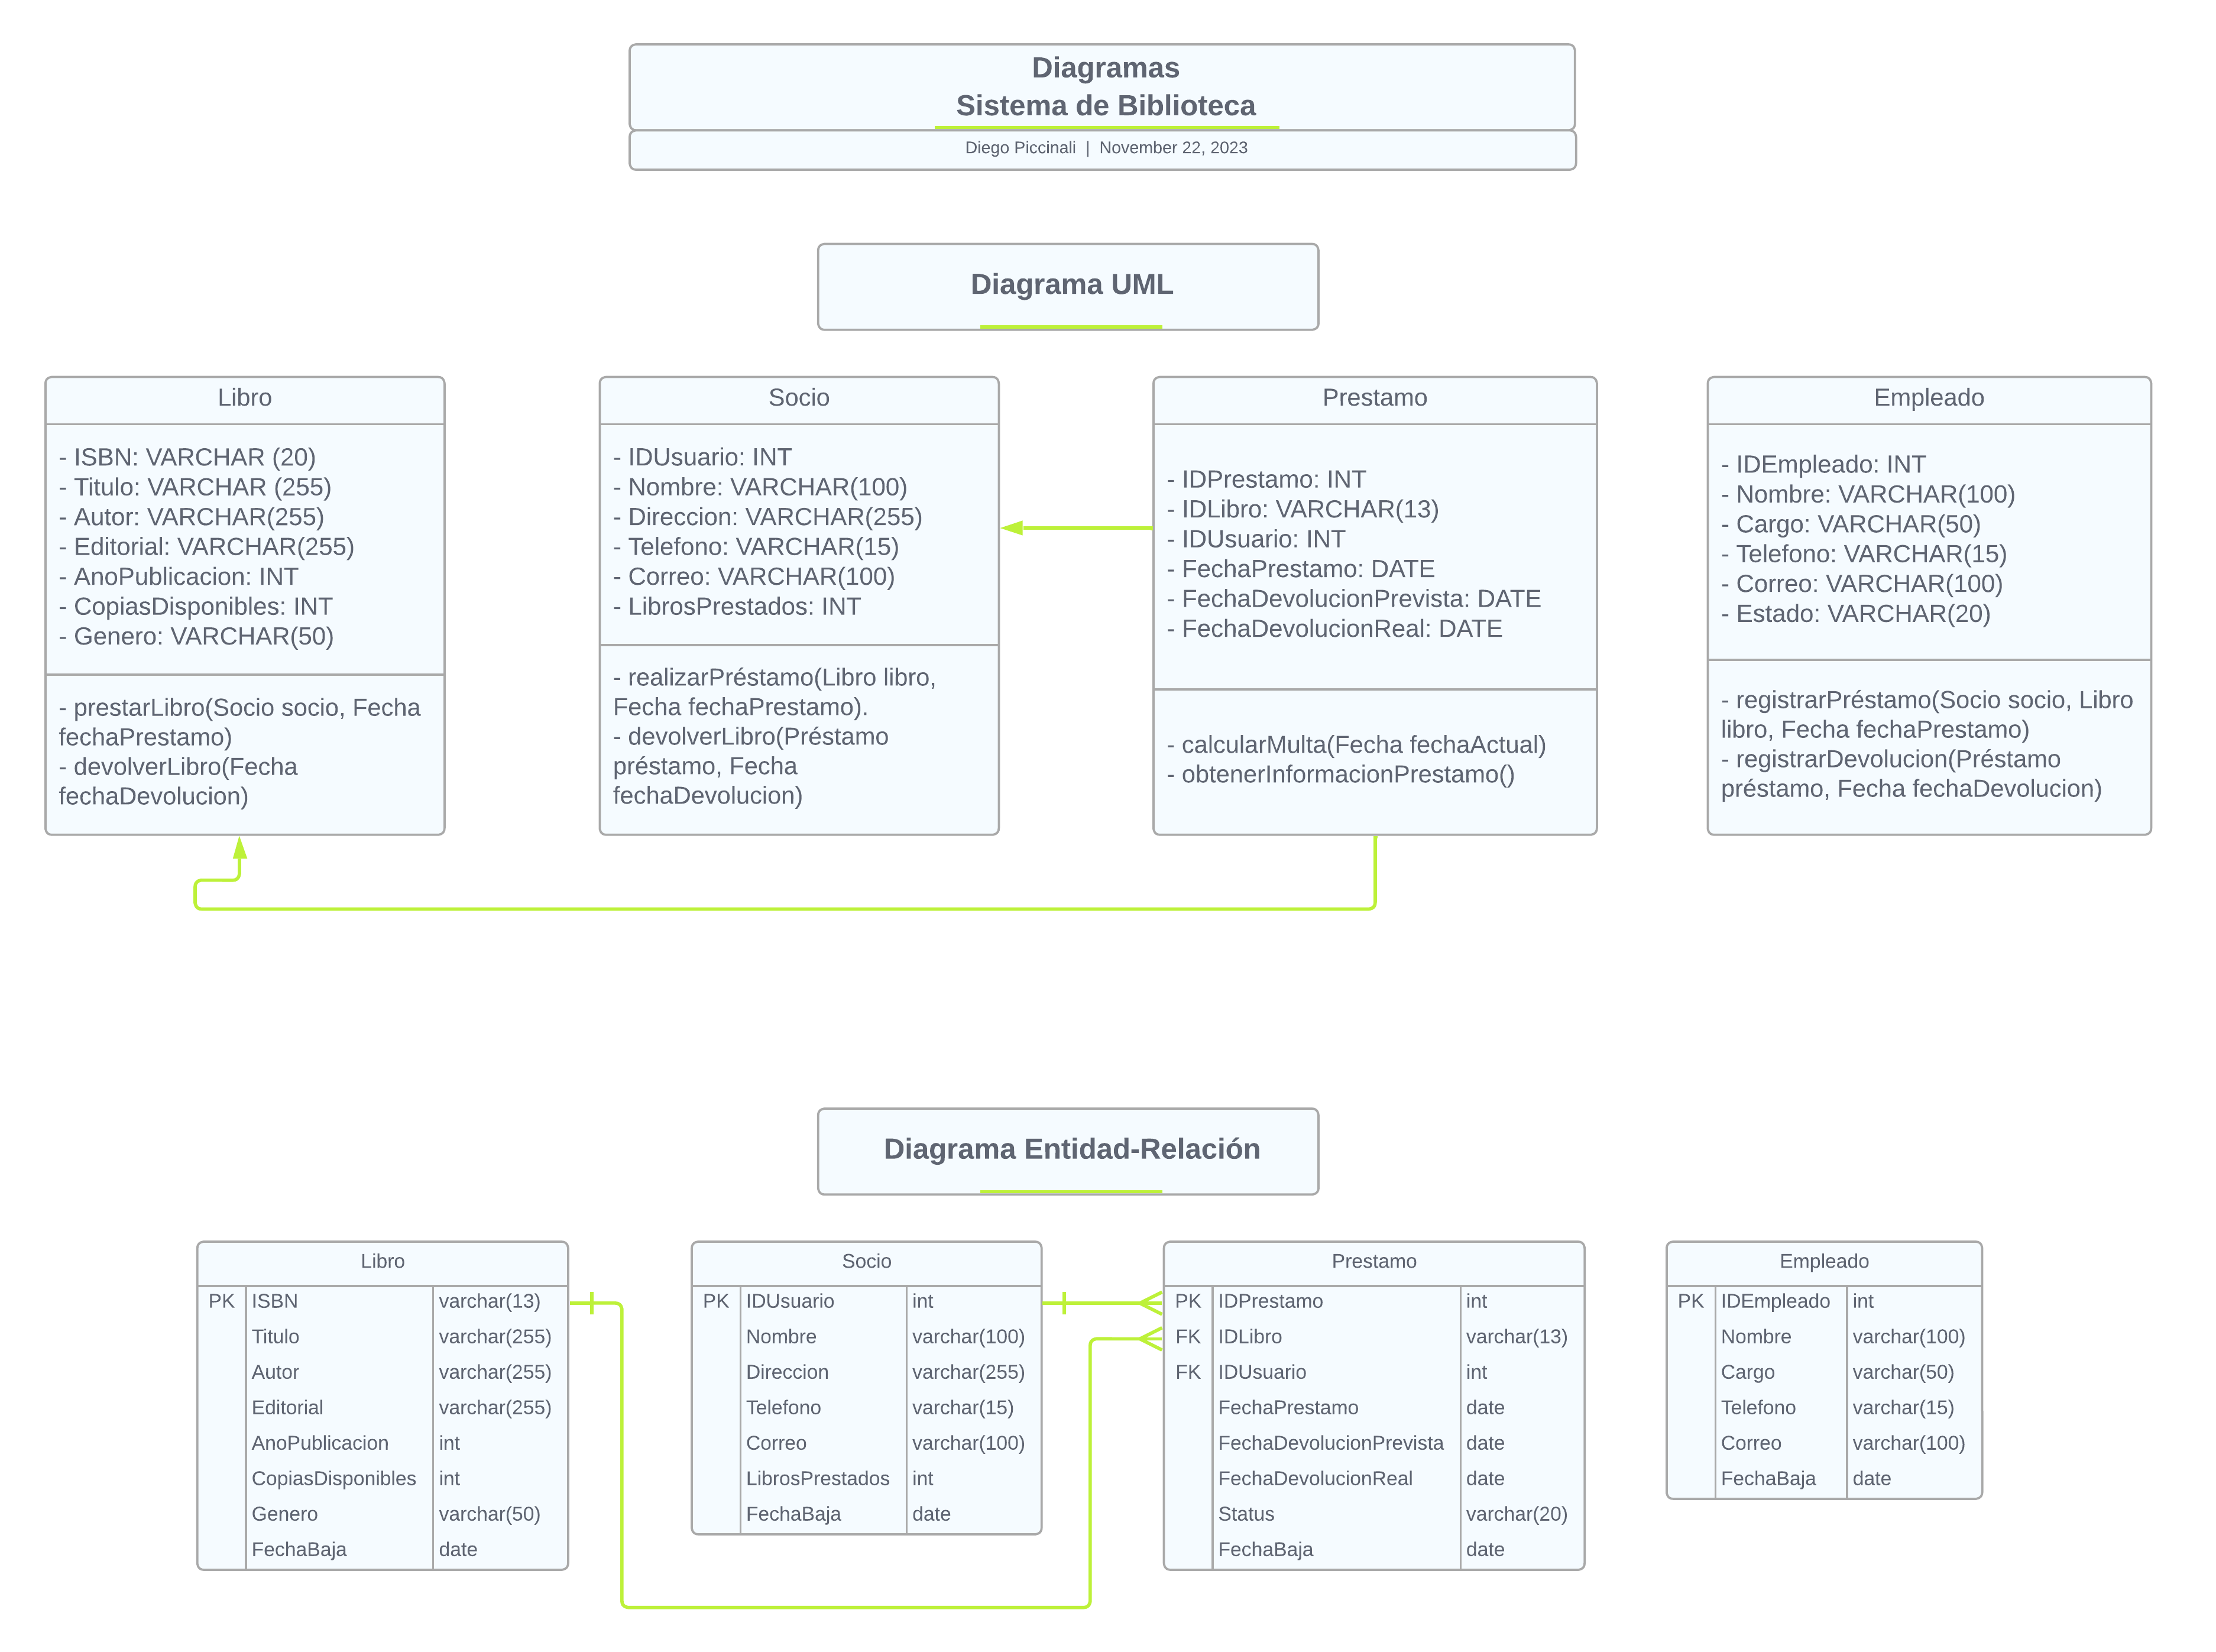 Diagramas
Sistema de Biblioteca
Diego Piccinali | November 22, 2023
Diagrama UML
Libro
- ISBN: VARCHAR (20)
- Titulo: VARCHAR (255)
- Autor: VARCHAR(255)
- Editorial: VARCHAR(255)
- AnoPublicacion: INT
- CopiasDisponibles: INT
- Genero: VARCHAR(50)
- prestarLibro(Socio socio, Fecha
fechaPrestamo)
- devolverLibro(Fecha
fechaDevolucion)
Socio
- IDUsuario: INT
- Nombre: VARCHAR(100)
- Direccion: VARCHAR(255)
- Telefono: VARCHAR(15)
- Correo: VARCHAR(100)
- LibrosPrestados: INT
- realizarPréstamo(Libro libro,
Fecha fechaPrestamo).
- devolverLibro(Préstamo
préstamo, Fecha
fechaDevolucion)
Prestamo
- IDPrestamo: INT
- IDLibro: VARCHAR(13)
- IDUsuario: INT
- FechaPrestamo: DATE
- FechaDevolucionPrevista: DATE
- FechaDevolucionReal: DATE
- calcularMulta(Fecha fechaActual)
- obtenerInformacionPrestamo()
Empleado
- IDEmpleado: INT
- Nombre: VARCHAR(100)
- Cargo: VARCHAR(50)
- Telefono: VARCHAR(15)
- Correo: VARCHAR(100)
- Estado: VARCHAR(20)
- registrarPréstamo(Socio socio, Libro
libro, Fecha fechaPrestamo)
- registrarDevolucion(Préstamo
préstamo, Fecha fechaDevolucion)
Diagrama Entidad-Relación
Libro
PK ISBN varchar(13)
Titulo varchar(255)
Autor varchar(255)
Editorial varchar(255)
AnoPublicacion int
CopiasDisponibles int
Genero varchar(50)
FechaBaja date
Socio
PK IDUsuario int
Nombre varchar(100)
Direccion varchar(255)
Telefono varchar(15)
Correo varchar(100)
LibrosPrestados int
FechaBaja date
Prestamo
PK IDPrestamo int
FK IDLibro varchar(13)
FK IDUsuario int
FechaPrestamo date
FechaDevolucionPrevista date
FechaDevolucionReal date
Status varchar(20)
FechaBaja date
Empleado
PK IDEmpleado int
Nombre varchar(100)
Cargo varchar(50)
Telefono varchar(15)
Correo varchar(100)
FechaBaja date